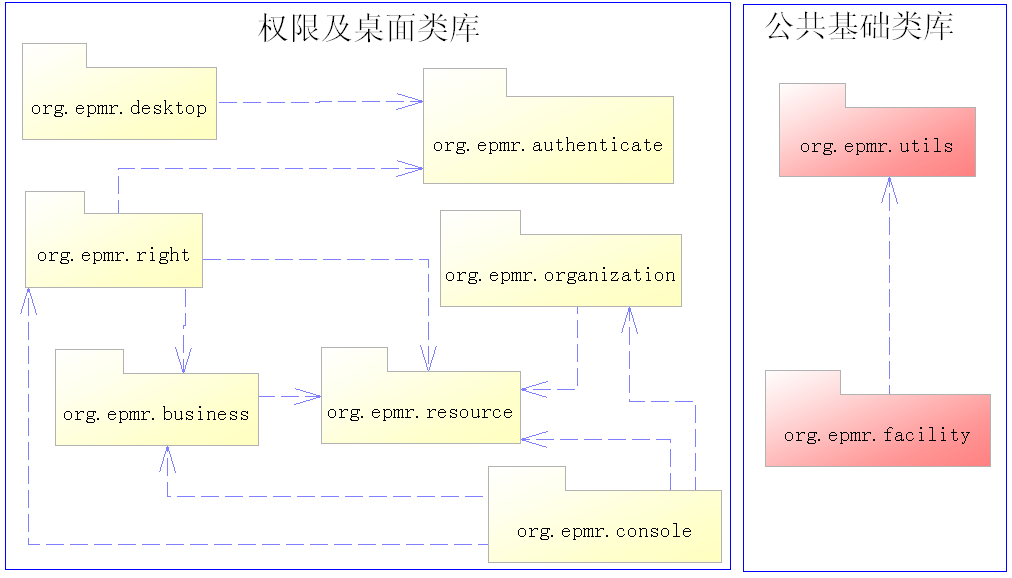 权限及桌面类库
org.epmr.desktop
org.epmr.authenticate
org.epmr.right
org.epmr.organization
org.epmr.business
org.epmr.resource
org.epmr.console
公共基础类库
org.epmr.utils
org.epmr.facility